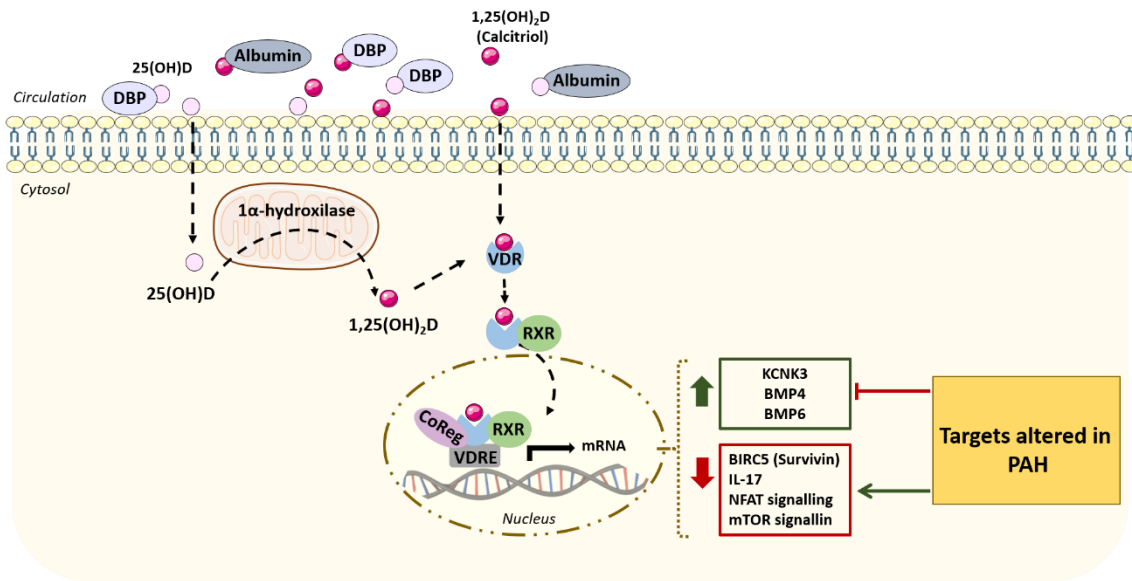 1,25(OH)₂D
(Calcitriol)
DBP
Albumin
25(OH)D
DBP
Albumin
DBP
Circulation
Cytosol
1α-hydroxilase
VDR
25(OH)D
1,25(OH)₂D
RXR
KCNK3
BMP4
BMP6
CoReg
RXR
mRNA
VDRE
Nucleus
BIRC5 (Survivin)
IL-17
NFAT signalling
mTOR signallin
Targets altered in
PAH